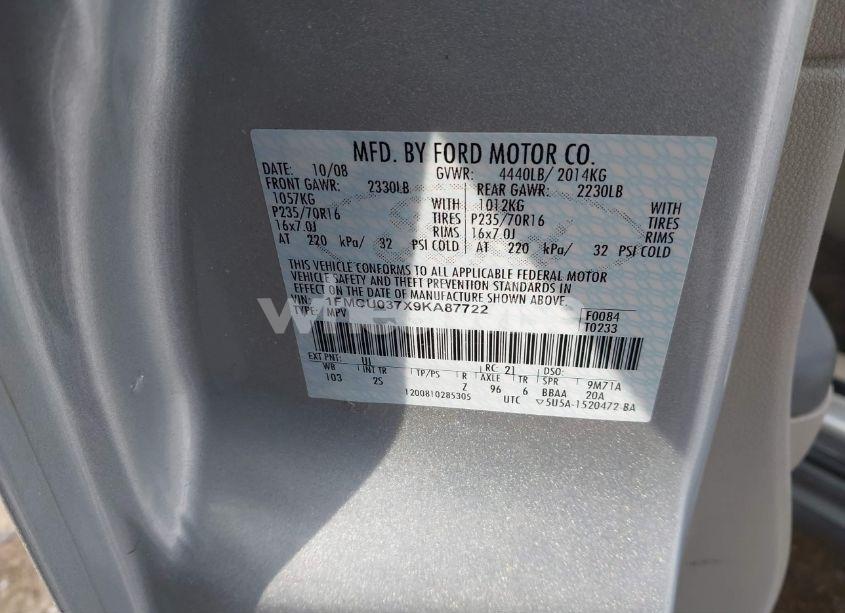 MFD. BY FORD MOTOR CO.
DATE: 10/08 GVWR: 4440LB/ 2014KG
FRONT GAWR: 2330LB REAR GAWR: 2230LB
1057KG WITH 1012KG WITH
P235/70R16 TIRES P235/70R16 TIRES
16x7.0J RIMS 16x7.0J RIMS
AT 220 kPa/ 32 PSI COLD AT 220 kPa/ 32 PSI COLD
THIS VEHICLE CONFORMS TO ALL APPLICABLE FEDERAL MOTOR
VEHICLE SAFETY AND THEFT PREVENTION STANDARDS IN
EFFECT ON THE DATE OF MANUFACTURE SHOWN ABOVE.
VIN: 1FMCU037X9KA87722 F0084
TYPE: MPV T0233
EXT PNT: UI RC: 21 DSO:
WB INT TR TP/PS R AXLE TR SPR 9M71A
103 2S Z 96 6 BBAA 20A
1200810285305 UTC 5U5A-1520472-BA